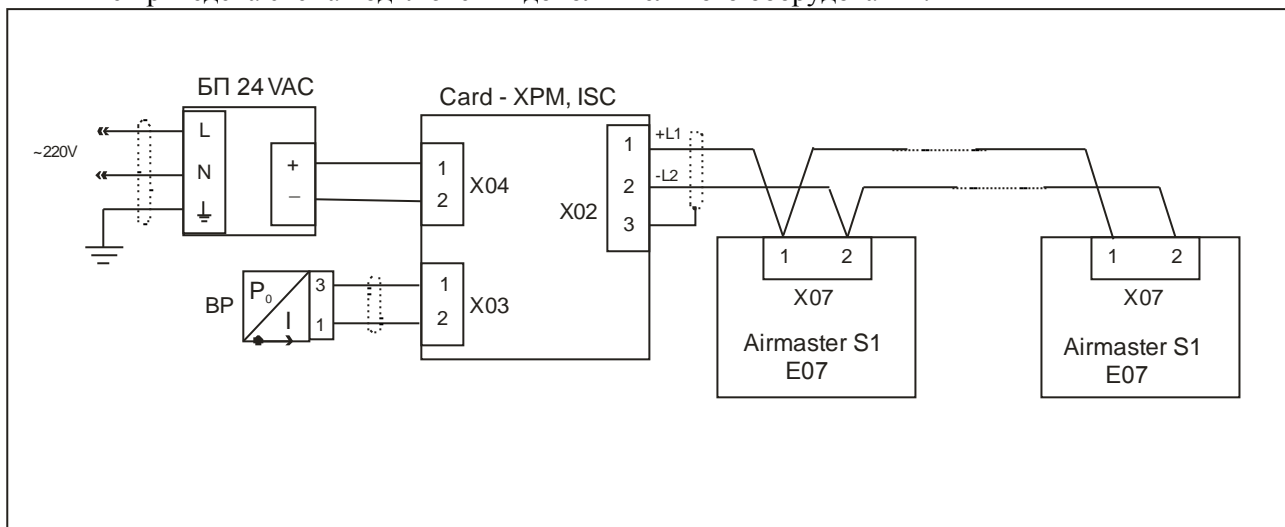 БП 24 VAC
L
N
~220V
+
–
Card - XPM, ISC
1
2
X04
1
2
X03
1
2
3
X02
+L1
-L2
BP
P₀
I
3
1
1 2
X07
Airmaster S1
E07
1 2
X07
Airmaster S1
E07